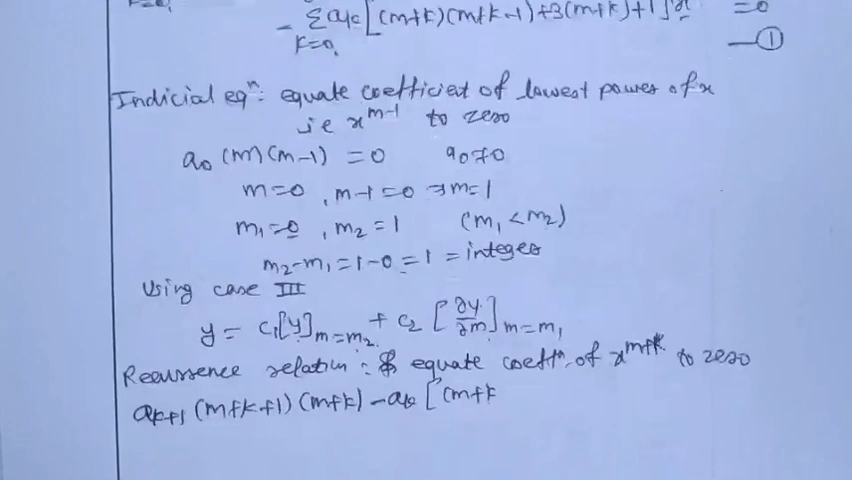 - Σ aₖ [(m+k)(m+k-1)+3(m+k)+1] x =0
k=0 —①
Indicial eqⁿ: equate coefficient of lowest power of x
ie x^{m-1} to zero
a₀ (m)(m-1) = 0 a₀≠0
m=0 , m-1=0 ⇒ m=1
m₁=0 , m₂=1 (m₁ < m₂)
m₂-m₁=1-0=1 = integer
Using case III
y = c₁[y]_{m=m₂} + c₂ [∂y/∂m]_{m=m₁}
Recurrence relation: equate coeffⁿ. of x^{m+k} to zero
a_{k+1} (m+k+1)(m+k) - aₖ [(m+k